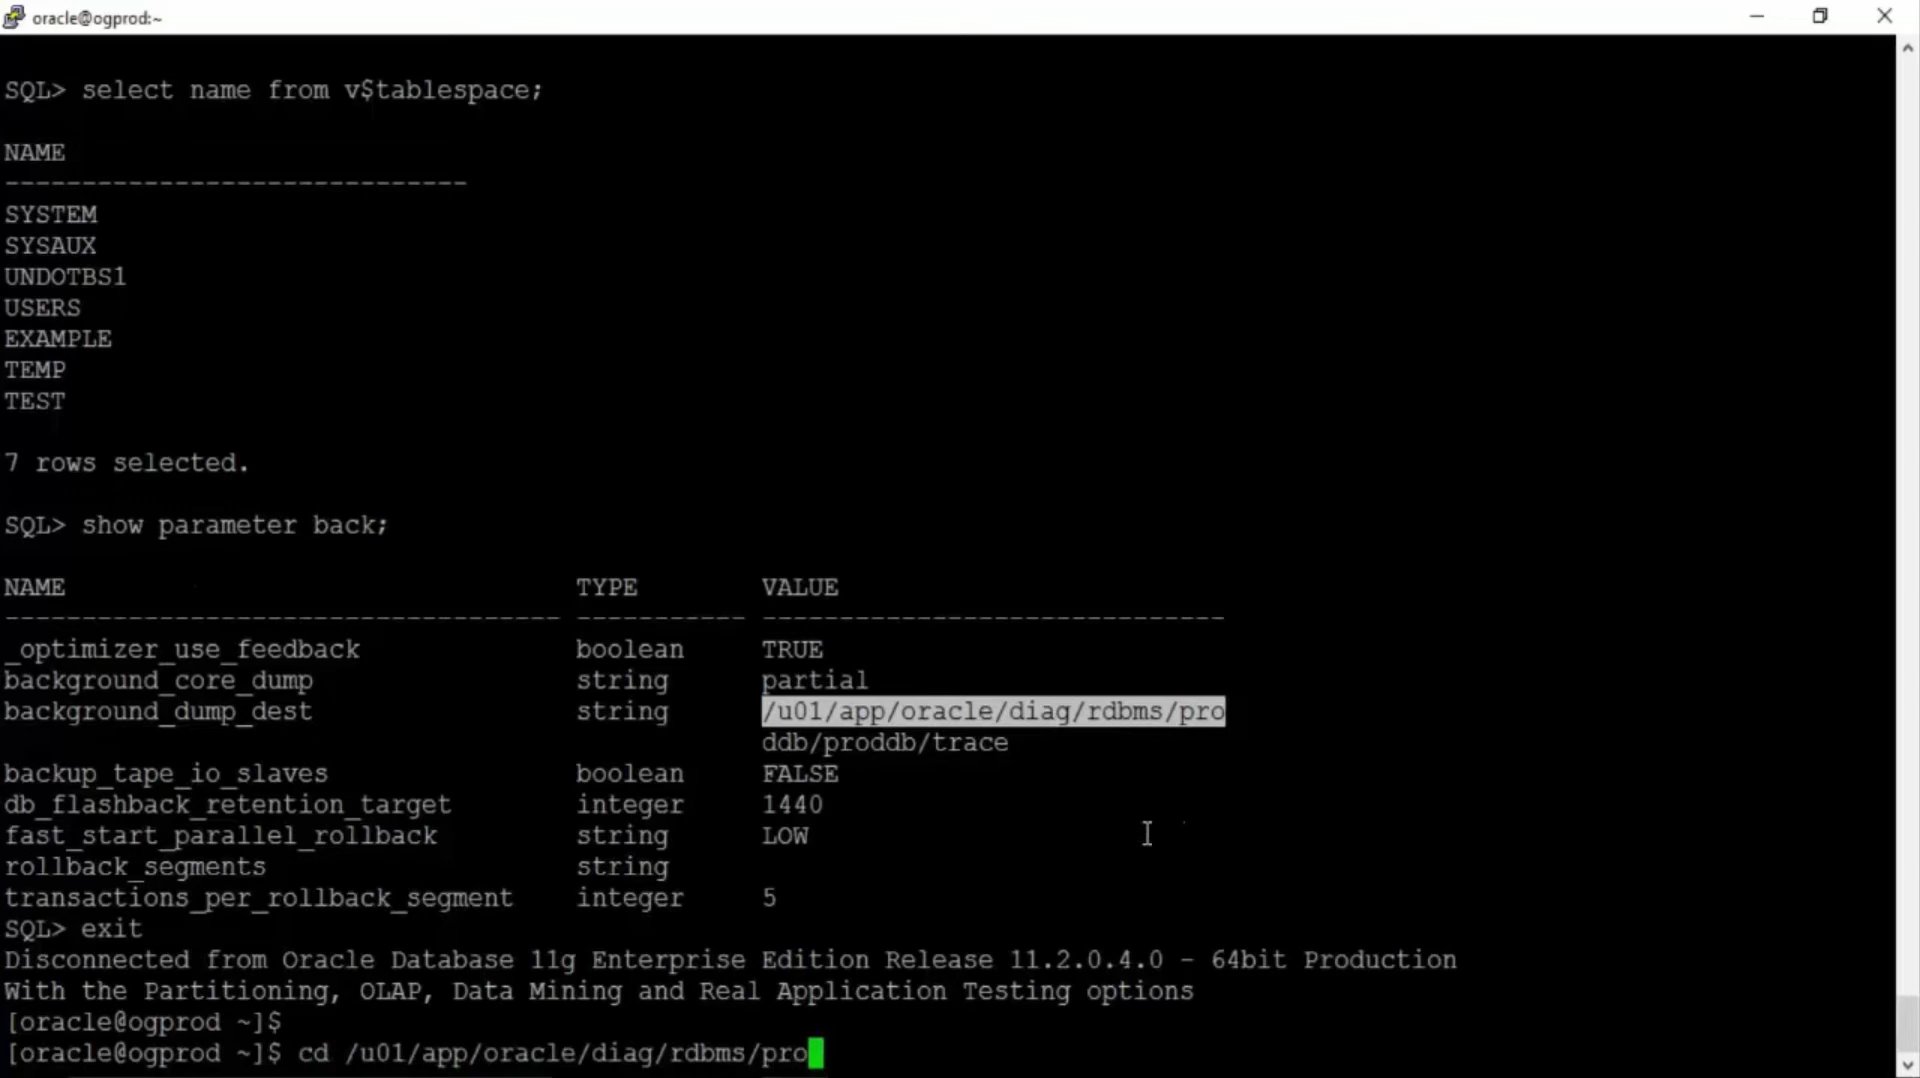 oracle@ogprod:~
SQL> select name from v$tablespace;
NAME
------------------------------
SYSTEM
SYSAUX
UNDOTBS1
USERS
EXAMPLE
TEMP
TEST
7 rows selected.
SQL> show parameter back;
NAME                                 TYPE        VALUE
------------------------------------ ----------- ------------------------------
_optimizer_use_feedback              boolean     TRUE
background_core_dump                 string      partial
background_dump_dest                 string      /u01/app/oracle/diag/rdbms/pro
                                                 ddb/proddb/trace
backup_tape_io_slaves                boolean     FALSE
db_flashback_retention_target        integer     1440
fast_start_parallel_rollback         string      LOW
rollback_segments                    string
transactions_per_rollback_segment    integer     5
SQL> exit
Disconnected from Oracle Database 11g Enterprise Edition Release 11.2.0.4.0 - 64bit Production
With the Partitioning, OLAP, Data Mining and Real Application Testing options
[oracle@ogprod ~]$
[oracle@ogprod ~]$ cd /u01/app/oracle/diag/rdbms/pro